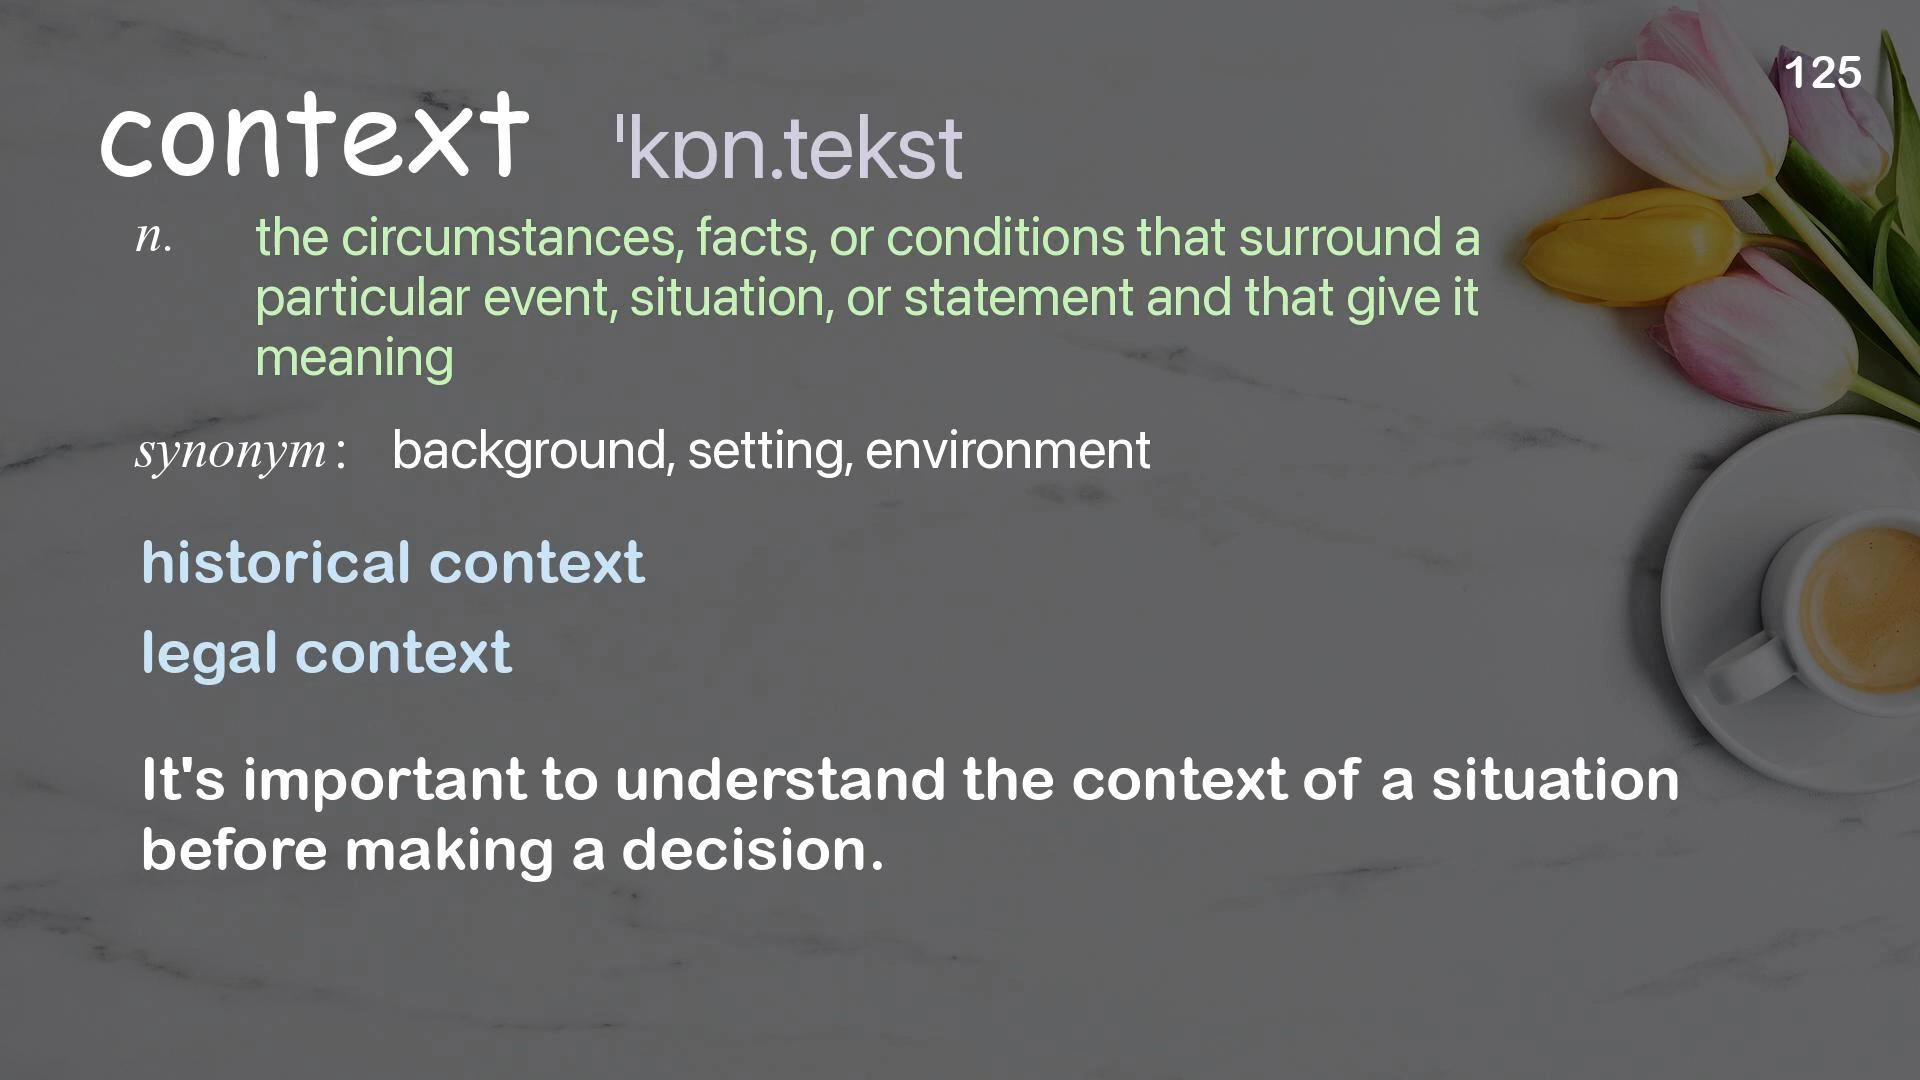 125
context ˈkɒn.tekst
n. the circumstances, facts, or conditions that surround a
particular event, situation, or statement and that give it
meaning
synonym: background, setting, environment
historical context
legal context
It's important to understand the context of a situation
before making a decision.